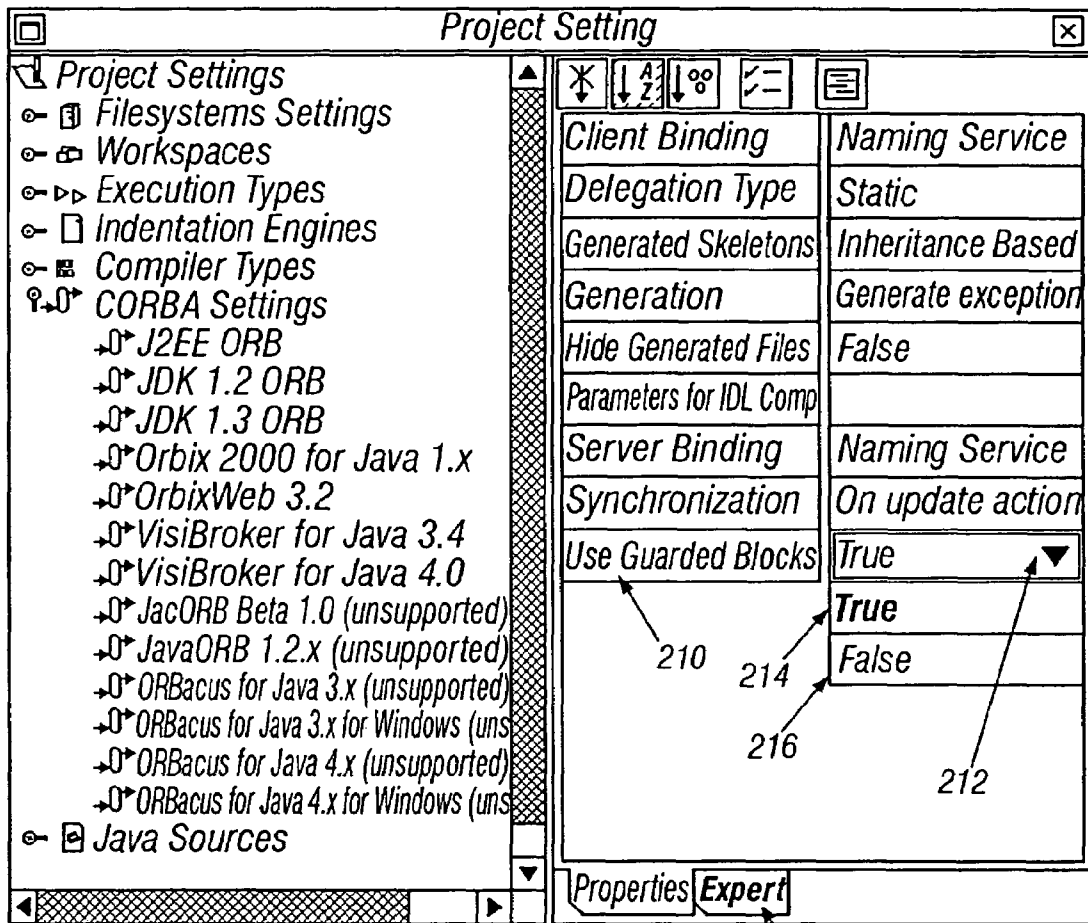 Project Setting
Project Settings
Filesystems Settings
Workspaces
Execution Types
Indentation Engines
Compiler Types
CORBA Settings
J2EE ORB
JDK 1.2 ORB
JDK 1.3 ORB
Orbix 2000 for Java 1.x
OrbixWeb 3.2
VisiBroker for Java 3.4
VisiBroker for Java 4.0
JacORB Beta 1.0 (unsupported)
JavaORB 1.2.x (unsupported)
ORBacus for Java 3.x (unsupported)
ORBacus for Java 3.x for Windows (uns
ORBacus for Java 4.x (unsupported)
ORBacus for Java 4.x for Windows (uns
Java Sources
A
Z
Client Binding Naming Service
Delegation Type Static
Generated Skeletons Inheritance Based
Generation Generate exception
Hide Generated Files False
Parameters for IDL Comp
Server Binding Naming Service
Synchronization On update action
Use Guarded Blocks True
True
False
210
214
216
212
Properties Expert